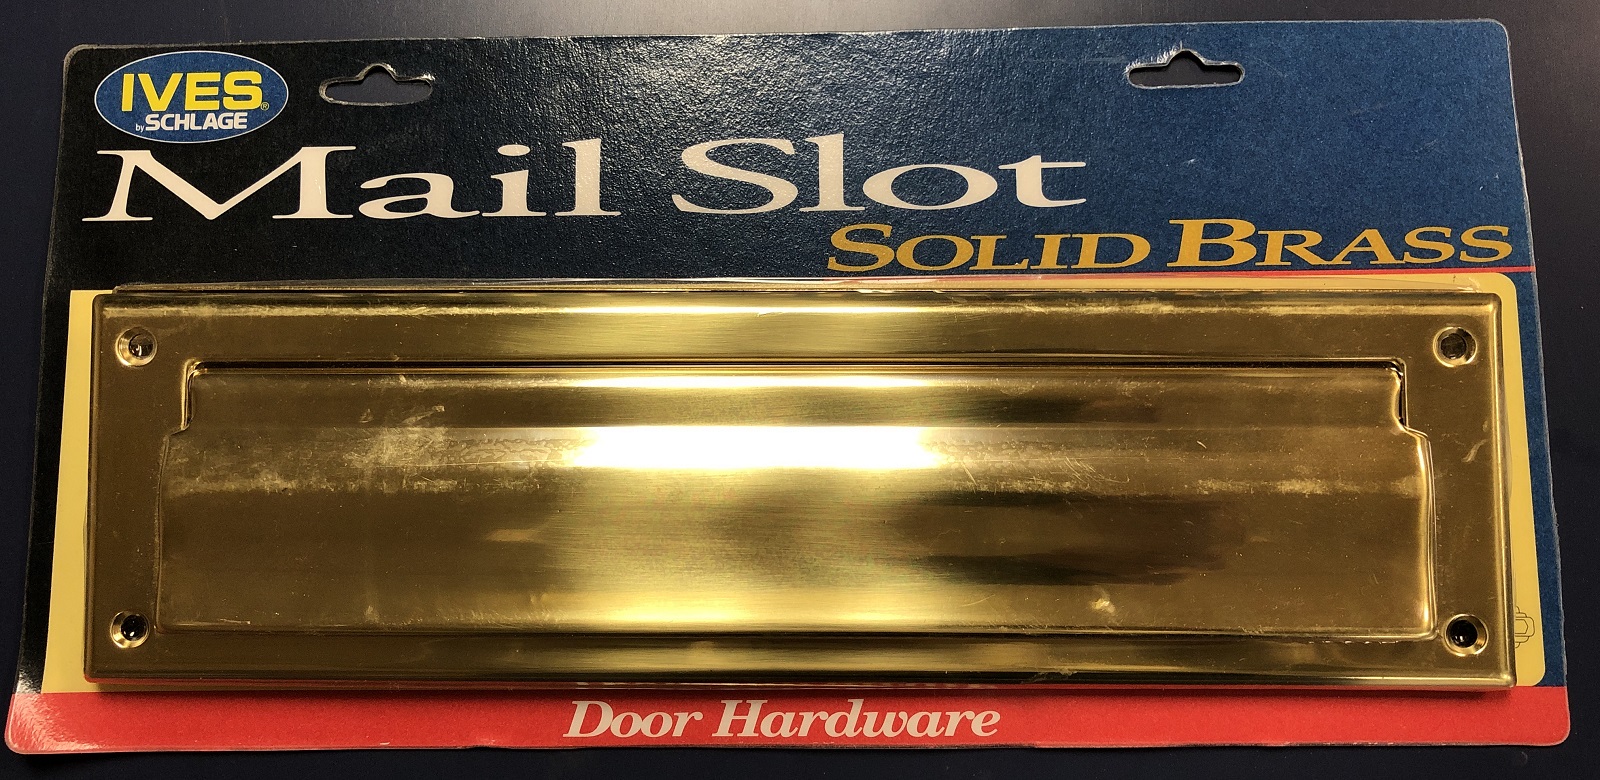 IVES®
by SCHLAGE
Mail Slot
SOLID BRASS
Door Hardware